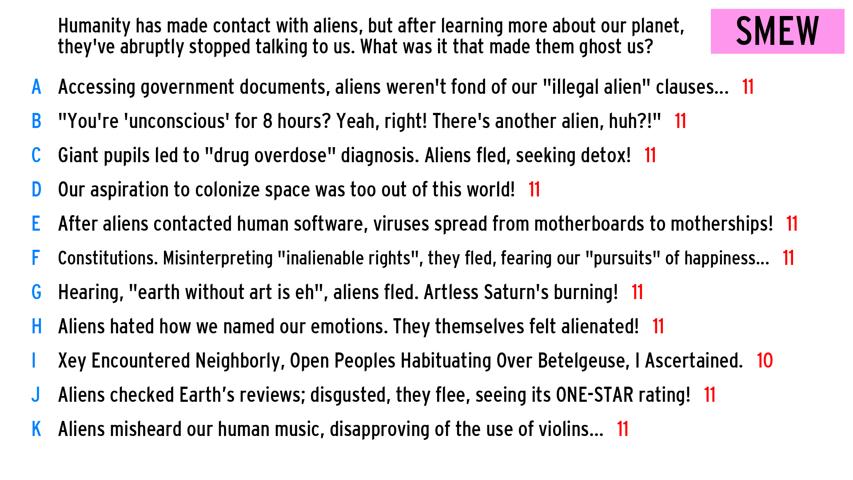 Humanity has made contact with aliens, but after learning more about our planet,
they've abruptly stopped talking to us. What was it that made them ghost us?
SMEW
A Accessing government documents, aliens weren't fond of our "illegal alien" clauses... 11
B "You're 'unconscious' for 8 hours? Yeah, right! There's another alien, huh?!" 11
C Giant pupils led to "drug overdose" diagnosis. Aliens fled, seeking detox! 11
D Our aspiration to colonize space was too out of this world! 11
E After aliens contacted human software, viruses spread from motherboards to motherships! 11
F Constitutions. Misinterpreting "inalienable rights", they fled, fearing our "pursuits" of happiness... 11
G Hearing, "earth without art is eh", aliens fled. Artless Saturn's burning! 11
H Aliens hated how we named our emotions. They themselves felt alienated! 11
I Xey Encountered Neighborly, Open Peoples Habituating Over Betelgeuse, I Ascertained. 10
J Aliens checked Earth’s reviews; disgusted, they flee, seeing its ONE-STAR rating! 11
K Aliens misheard our human music, disapproving of the use of violins... 11